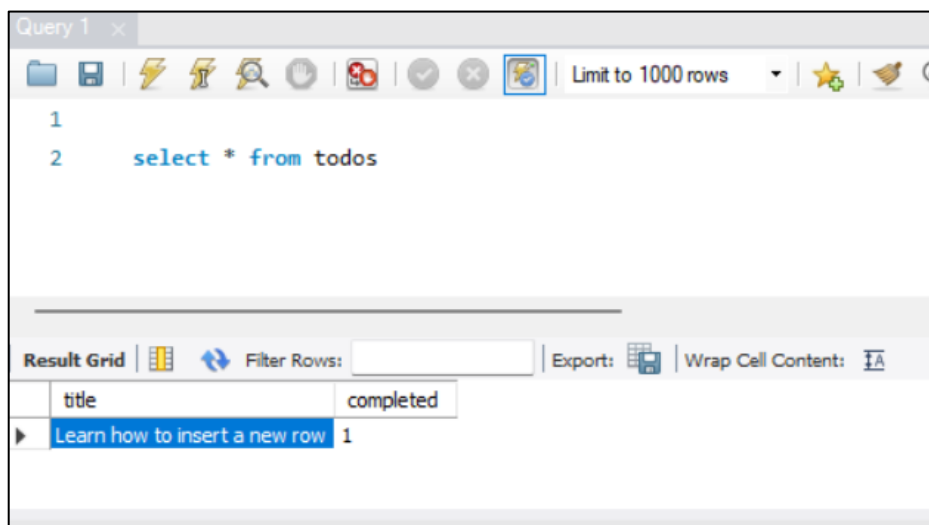 Query 1
Limit to 1000 rows
1
2 select * from todos
Result Grid Filter Rows: Export: Wrap Cell Content:
title completed
Learn how to insert a new row 1